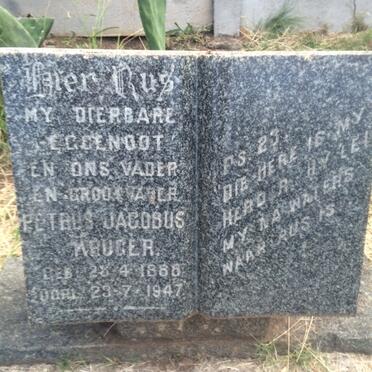 Hier Rus
MY DIERBARE
EGGENOOT
EN ONS VADER
EN GROOTVADER
PETRUS JACOBUS
KRUGER
GEB. 28-4-1868
OORL. 23-7-1947
PS. 23.
DIE HERE IS MY
HERDER. HY LEI
MY NA WATERS
WAAR RUS IS